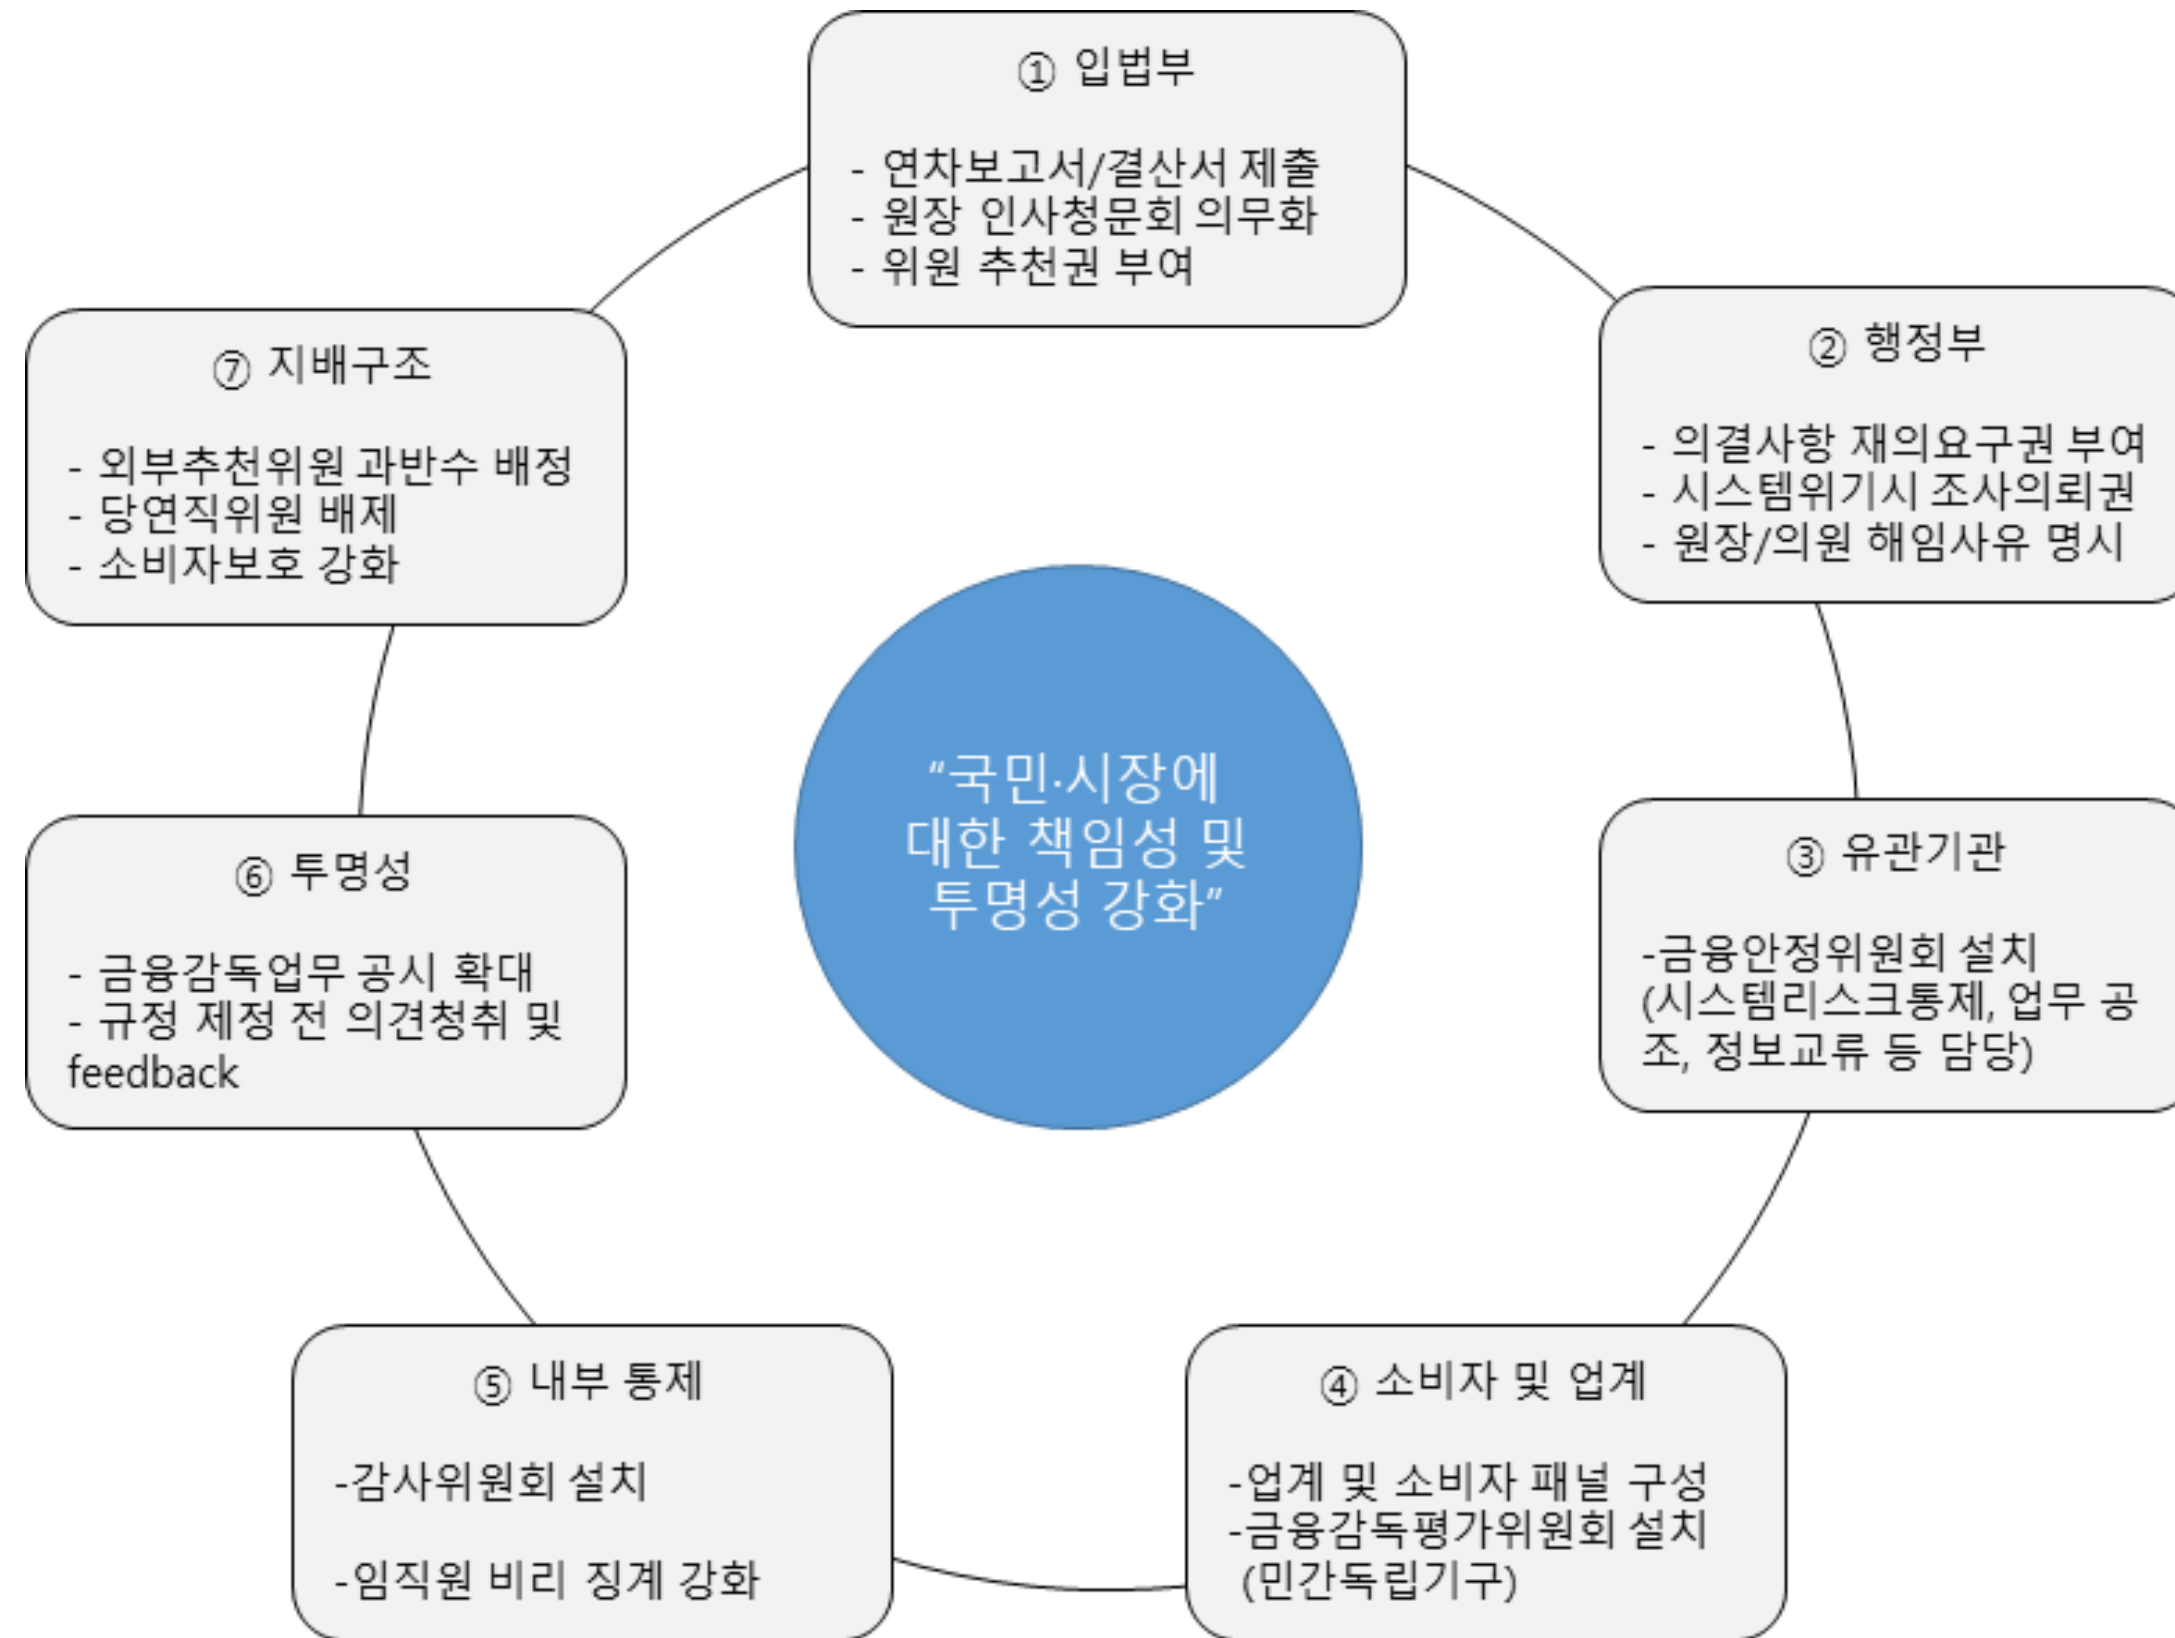 ① 입법부
- 연차보고서/결산서 제출
- 원장 인사청문회 의무화
- 위원 추천권 부여
② 행정부
- 의결사항 재의요구권 부여
- 시스템위기시 조사의뢰권
- 원장/의원 해임사유 명시
③ 유관기관
-금융안정위원회 설치
(시스템리스크통제, 업무 공
조, 정보교류 등 담당)
④ 소비자 및 업계
-업계 및 소비자 패널 구성
-금융감독평가위원회 설치
(민간독립기구)
⑤ 내부 통제
-감사위원회 설치
-임직원 비리 징계 강화
⑥ 투명성
- 금융감독업무 공시 확대
- 규정 제정 전 의견청취 및
feedback
⑦ 지배구조
- 외부추천위원 과반수 배정
- 당연직위원 배제
- 소비자보호 강화
“국민·시장에
대한 책임성 및
투명성 강화”